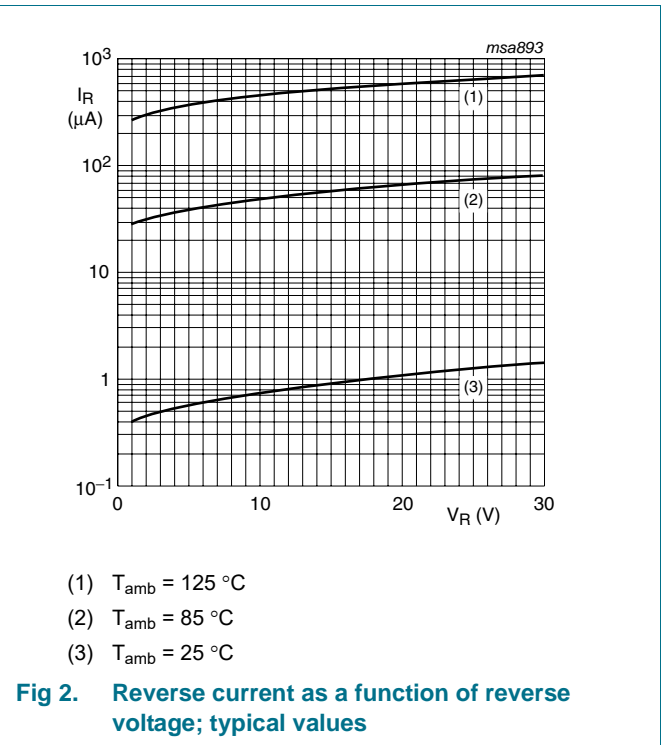 msa893
10³
I_R
(μA)
(1)
10²
(2)
10
1
(3)
10⁻¹
0
10
20
30
V_R (V)
(1) T_amb = 125 °C
(2) T_amb = 85 °C
(3) T_amb = 25 °C
Fig 2. Reverse current as a function of reverse
voltage; typical values